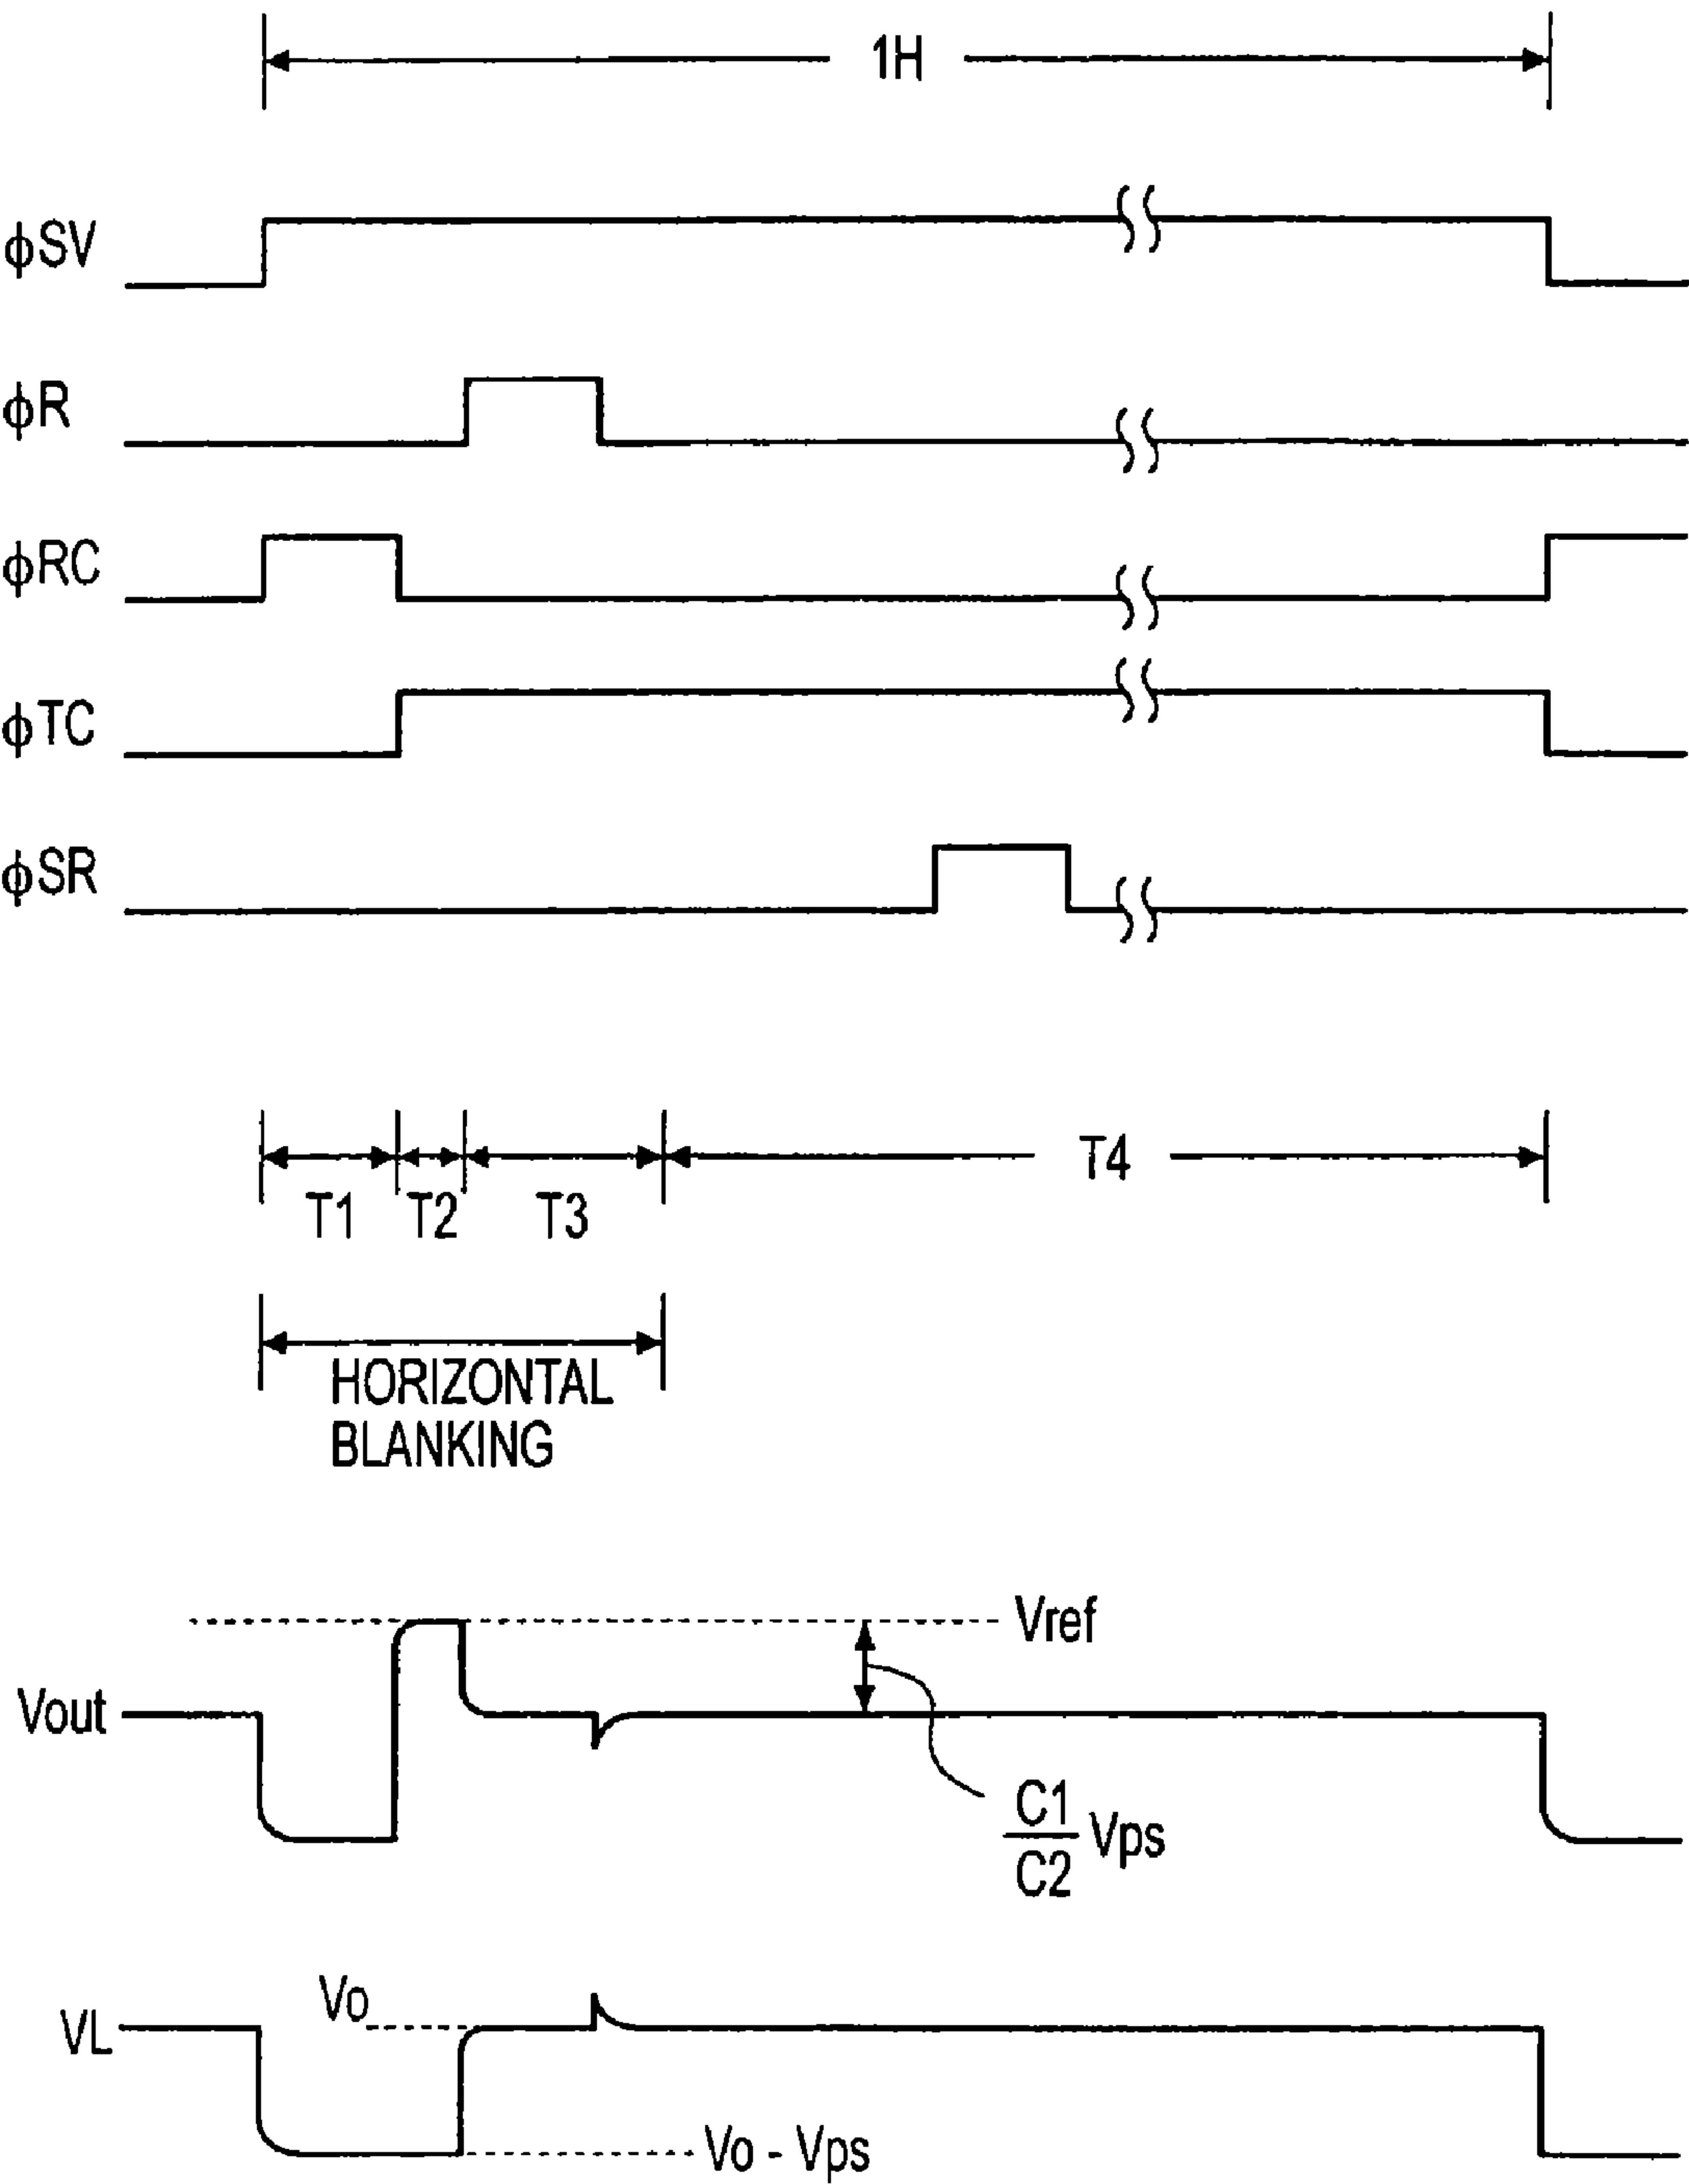 1H
ϕSV
ϕR
ϕRC
ϕTC
ϕSR
T1
T2
T3
T4
HORIZONTAL
BLANKING
Vref
Vout
C1
C2
Vps
Vo
VL
Vo - Vps